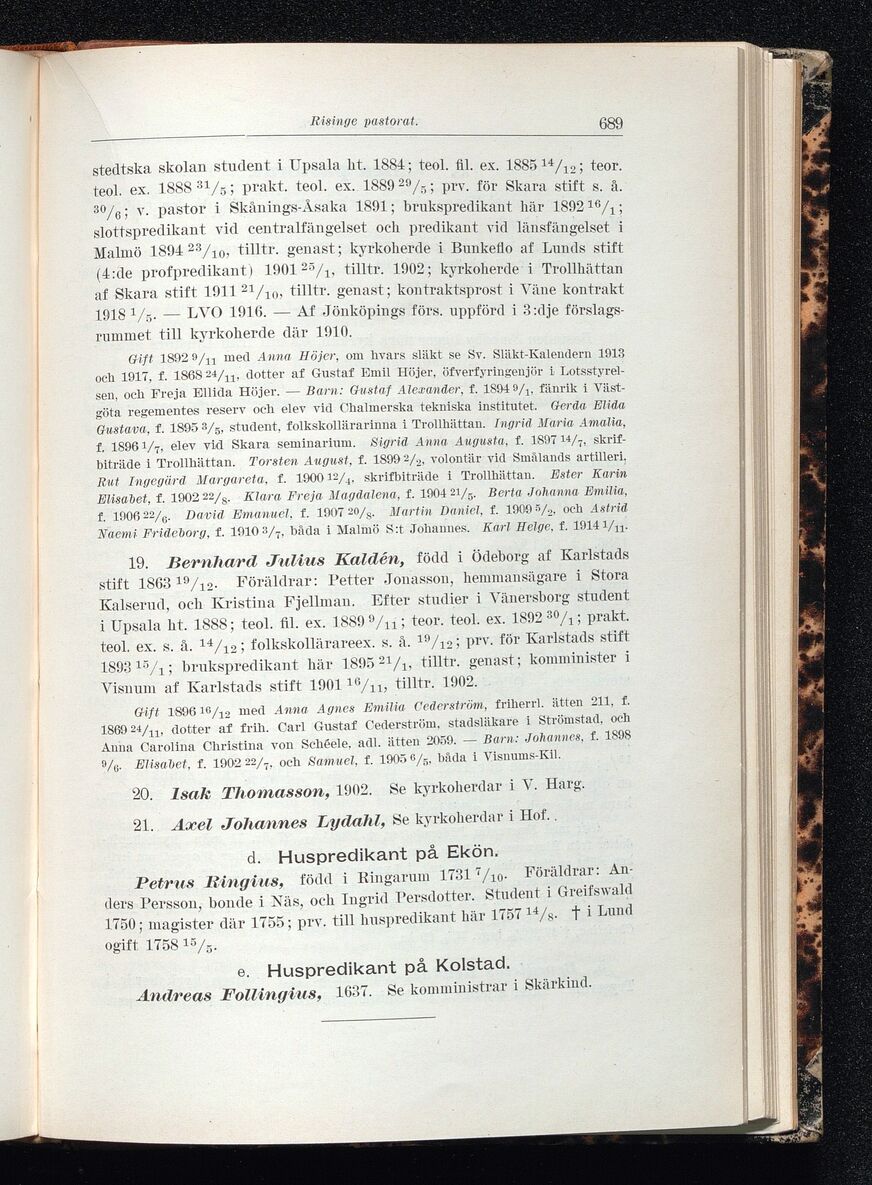 Risinge pastorat. 689
stedtska skolan student i Upsala ht. 1884; teol. fil. ex. 1885 14/12; teor.
teol. ex. 1888 31/5; prakt. teol. ex. 1889 29/5; prv. för Skara stift s. å.
30/6; v. pastor i Skånings-Åsaka 1891; brukspredikant här 1892 16/1;
slottspredikant vid centralfängelset och predikant vid länsfängelset i
Malmö 1894 23/10, tilltr. genast; kyrkoherde i Bunkeflo af Lunds stift
(4:de profpredikant) 1901 25/1, tilltr. 1902; kyrkoherde i Trollhättan
af Skara stift 1911 21/10, tilltr. genast; kontraktsprost i Väne kontrakt
1918 1/5. — LVO 1916. — Af Jönköpings förs. uppförd i 3:dje förslags-
rummet till kyrkoherde där 1910.
Gift 1892 9/11 med Anna Höjer, om hvars släkt se Sv. Släkt-Kalendern 1913
och 1917, f. 1868 24/11, dotter af Gustaf Emil Höjer, öfverfyringenjör i Lotsstyrel-
sen, och Freja Ellida Höjer. — Barn: Gustaf Alexander, f. 1894 9/1, fänrik i Väst-
göta regementes reserv och elev vid Chalmerska tekniska institutet. Gerda Elida
Gustava, f. 1895 3/5, student, folkskollärarinna i Trollhättan. Ingrid Maria Amalia,
f. 1896 1/7, elev vid Skara seminarium. Sigrid Anna Augusta, f. 1897 14/7, skrif-
biträde i Trollhättan. Torsten August, f. 1899 2/2, volontär vid Smålands artilleri,
Rut Ingegärd Margareta, f. 1900 12/4, skrifbiträde i Trollhättan. Ester Karin
Elisabet, f. 1902 22/8. Klara Freja Magdalena, f. 1904 21/5. Berta Johanna Emilia,
f. 1906 22/6. David Emanuel, f. 1907 20/8. Martin Daniel, f. 1909 5/2, och Astrid
Naemi Frideborg, f. 1910 3/7, båda i Malmö S:t Johannes. Karl Helge, f. 1914 1/11.
19. Bernhard Julius Kaldén, född i Ödeborg af Karlstads
stift 1863 19/12. Föräldrar: Petter Jonasson, hemmansägare i Stora
Kalserud, och Kristina Fjellman. Efter studier i Vänersborg student
i Upsala ht. 1888; teol. fil. ex. 1889 9/11; teor. teol. ex. 1892 30/1; prakt.
teol. ex. s. å. 14/12; folkskollärareex. s. å. 19/12; prv. för Karlstads stift
1893 15/1; brukspredikant här 1895 21/1, tilltr. genast; komminister i
Visnum af Karlstads stift 1901 16/11, tilltr. 1902.
Gift 1896 16/12 med Anna Agnes Emilia Cederström, friherrl. ätten 211, f.
1869 24/11, dotter af frih. Carl Gustaf Cederström, stadsläkare i Strömstad, och
Anna Carolina Christina von Schéele, adl. ätten 2059. — Barn: Johannes, f. 1898
9/6. Elisabet, f. 1902 22/7, och Samuel, f. 1905 6/5, båda i Visnums-Kil.
20. Isak Thomasson, 1902. Se kyrkoherdar i V. Harg.
21. Axel Johannes Lydahl, Se kyrkoherdar i Hof..
d. Huspredikant på Ekön.
Petrus Ringius, född i Ringarum 1731 7/10. Föräldrar: An-
ders Persson, bonde i Näs, och Ingrid Persdotter. Student i Greifswald
1750; magister där 1755; prv. till huspredikant här 1757 14/8. † i Lund
ogift 1758 15/5.
e. Huspredikant på Kolstad.
Andreas Follingius, 1637. Se komministrar i Skärkind.